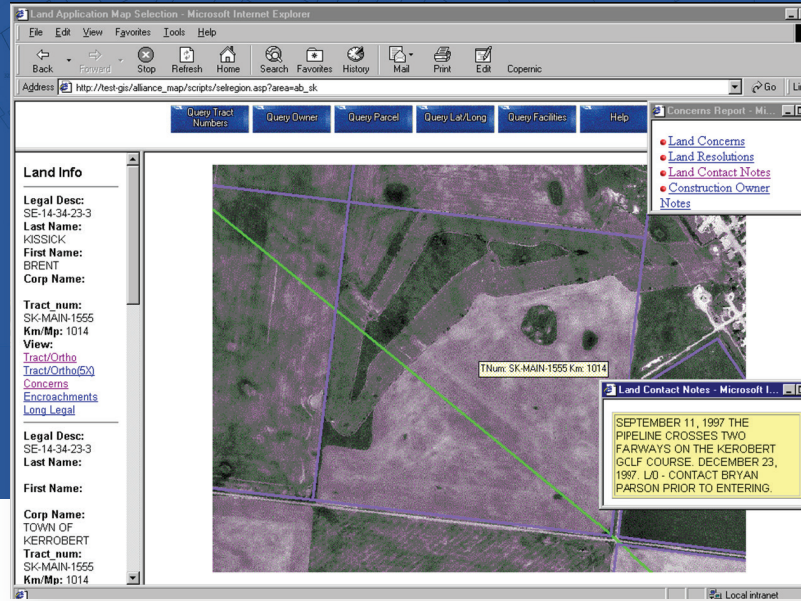 Land Application Map Selection - Microsoft Internet Explorer
File Edit View Favorites Tools Help
Back Forward Stop Refresh Home Search Favorites History Mail Print Edit Copernic
Address http://test-gis/alliance_map/scripts/selregion.asp?area=ab_sk Go
Query Tract Numbers
Query Owner
Query Parcel
Query Lat/Long
Query Facilities
Help
Concerns Report - Mi...
Land Concerns
Land Resolutions
Land Contact Notes
Construction Owner
Notes
Land Info
Legal Desc:
SE-14-34-23-3
Last Name:
KISSICK
First Name:
BRENT
Corp Name:
Tract_num:
SK-MAIN-1555
Km/Mp: 1014
View:
Tract/Ortho
Tract/Ortho(5X)
Concerns
Encroachments
Long Legal
Legal Desc:
SE-14-34-23-3
Last Name:
First Name:
Corp Name:
TOWN OF
KERROBERT
Tract_num:
SK-MAIN-1555
Km/Mp: 1014
TNum: SK-MAIN-1555 Km: 1014
Land Contact Notes - Microsoft I...
SEPTEMBER 11, 1997 THE
PIPELINE CROSSES TWO
FARWAYS ON THE KEROBERT
GCLF COURSE. DECEMBER 23,
1997. L/0 - CONTACT BRYAN
PARSON PRIOR TO ENTERING.
Local intranet